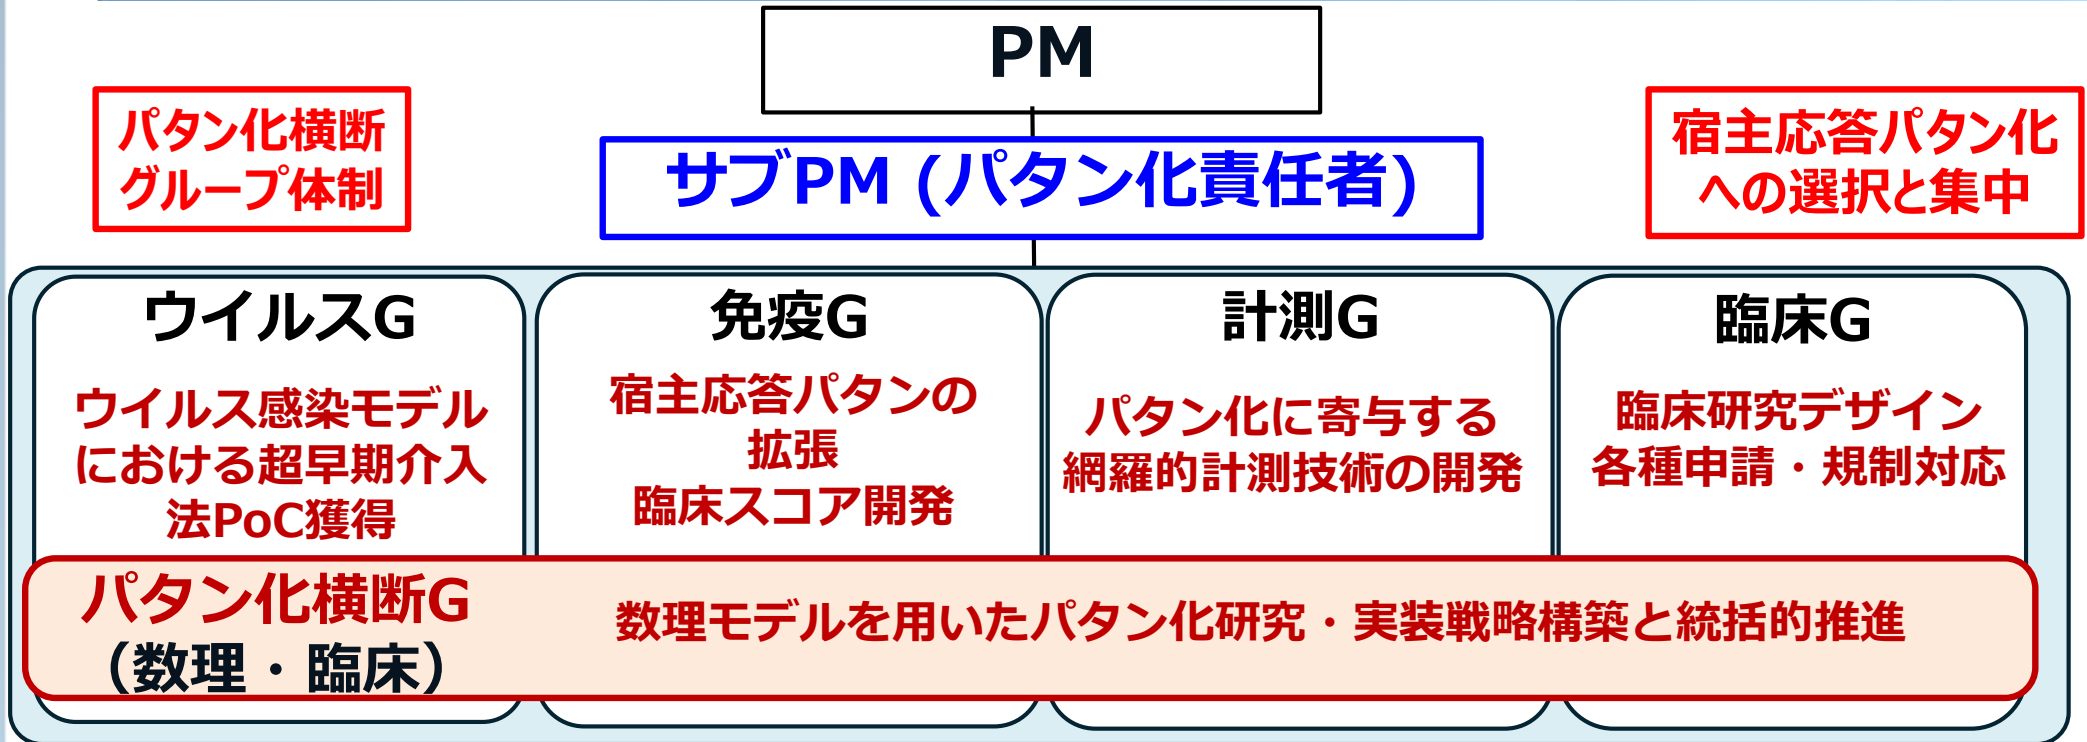 PM
パタン化横断
グループ体制
サブPM (パタン化責任者)
宿主応答パタン化
への選択と集中
ウイルスG
ウイルス感染モデル
における超早期介入
法PoC獲得
免疫G
宿主応答パタンの
拡張
臨床スコア開発
計測G
パタン化に寄与する
網羅的計測技術の開発
臨床G
臨床研究デザイン
各種申請・規制対応
パタン化横断G
（数理・臨床）
数理モデルを用いたパタン化研究・実装戦略構築と統括的推進